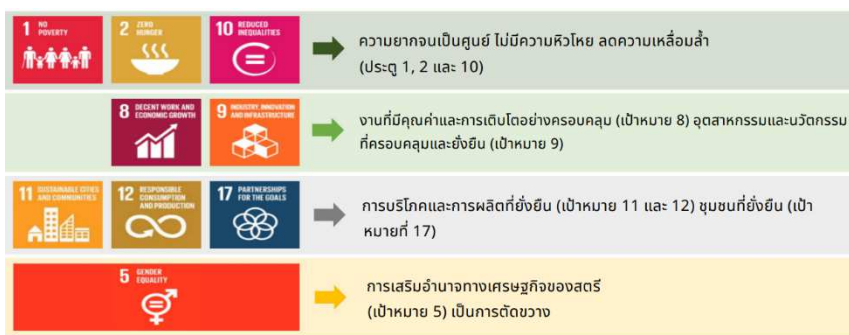 1 NO POVERTY
2 ZERO HUNGER
10 REDUCED INEQUALITIES
ความยากจนเป็นศูนย์ ไม่มีความหิวโหย ลดความเหลื่อมล้ำ
(ประตู 1, 2 และ 10)
8 DECENT WORK AND ECONOMIC GROWTH
9 INDUSTRY, INNOVATION AND INFRASTRUCTURE
งานที่มีคุณค่าและการเติบโตอย่างครอบคลุม (เป้าหมาย 8) อุตสาหกรรมและนวัตกรรม
ที่ครอบคลุมและยั่งยืน (เป้าหมาย 9)
11 SUSTAINABLE CITIES AND COMMUNITIES
12 RESPONSIBLE CONSUMPTION AND PRODUCTION
17 PARTNERSHIPS FOR THE GOALS
การบริโภคและการผลิตที่ยั่งยืน (เป้าหมาย 11 และ 12) ชุมชนที่ยั่งยืน (เป้า
หมายที่ 17)
5 GENDER EQUALITY
การเสริมอำนาจทางเศรษฐกิจของสตรี
(เป้าหมาย 5) เป็นการตัดขวาง